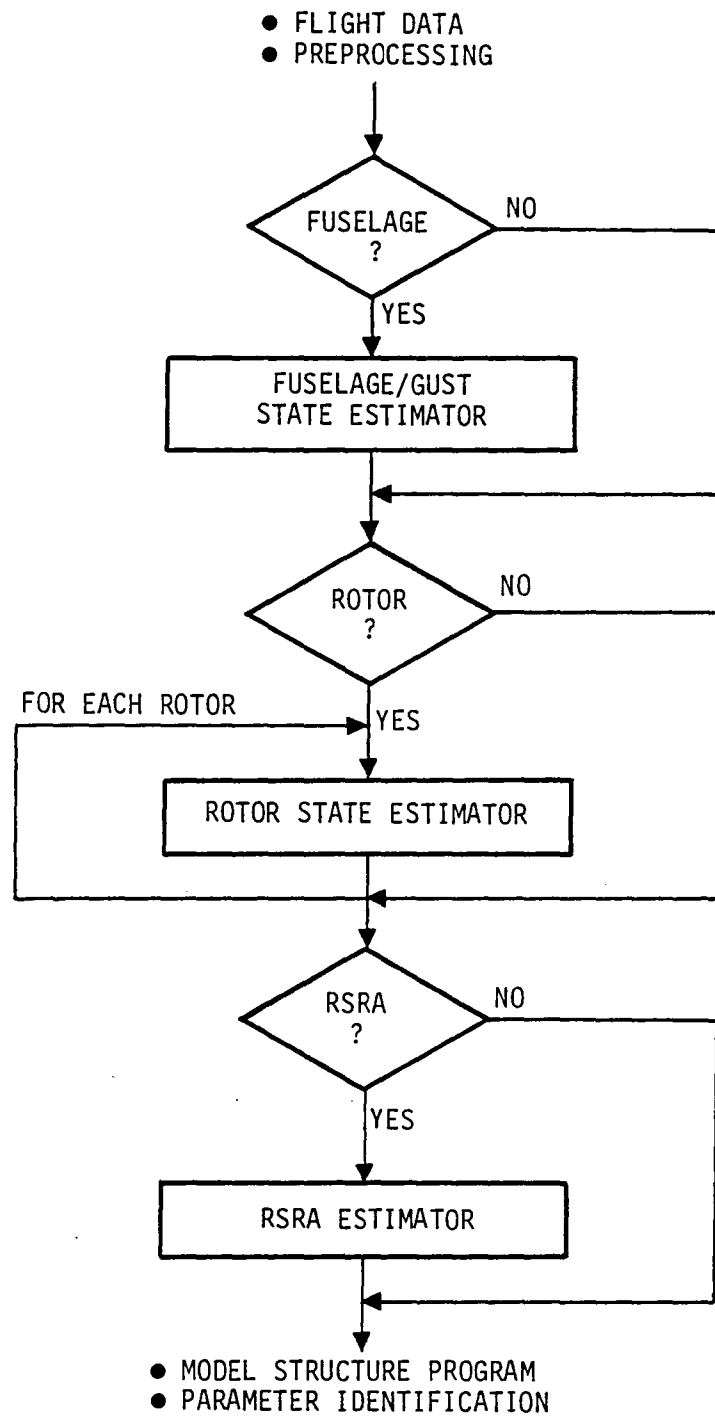 ● FLIGHT DATA
● PREPROCESSING
FUSELAGE
?
NO
YES
FUSELAGE/GUST
STATE ESTIMATOR
ROTOR
?
NO
FOR EACH ROTOR
YES
ROTOR STATE ESTIMATOR
RSRA
?
NO
YES
RSRA ESTIMATOR
● MODEL STRUCTURE PROGRAM
● PARAMETER IDENTIFICATION